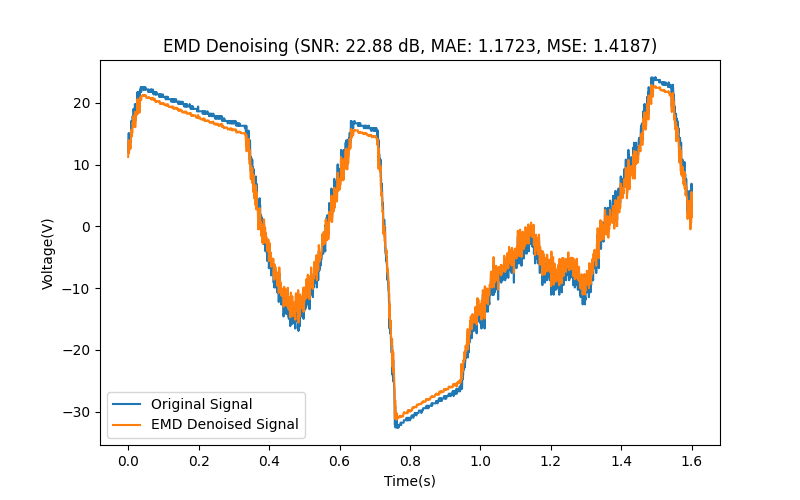 EMD Denoising (SNR: 22.88 dB, MAE: 1.1723, MSE: 1.4187)
Voltage(V)
20
10
0
−10
−20
−30
Original Signal
EMD Denoised Signal
0.0 0.2 0.4 0.6 0.8 1.0 1.2 1.4 1.6
Time(s)